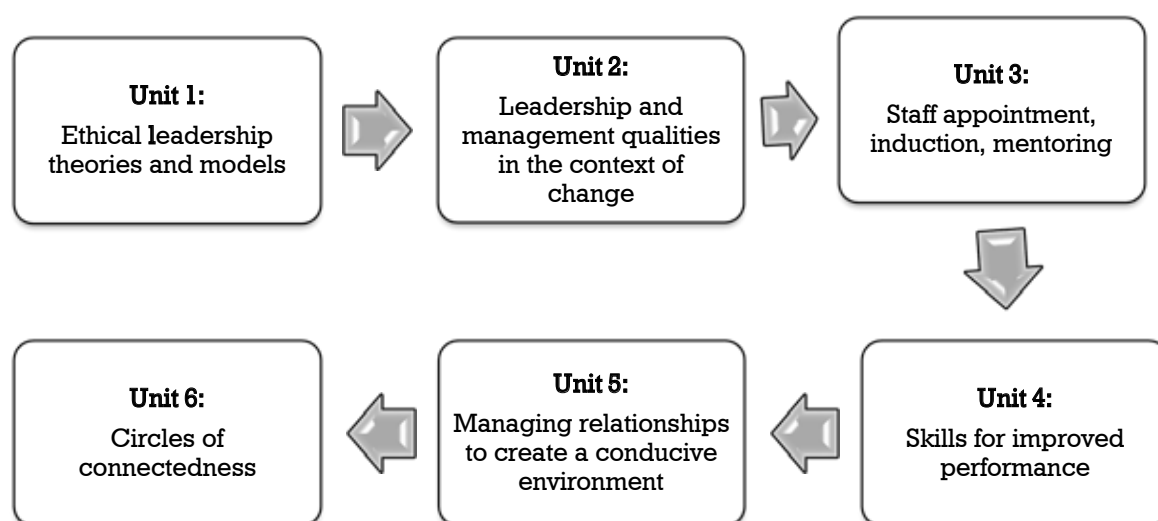 Unit 1:
Ethical leadership
theories and models
Unit 2:
Leadership and
management qualities
in the context of
change
Unit 3:
Staff appointment,
induction, mentoring
Unit 4:
Skills for improved
performance
Unit 5:
Managing relationships
to create a conducive
environment
Unit 6:
Circles of
connectedness